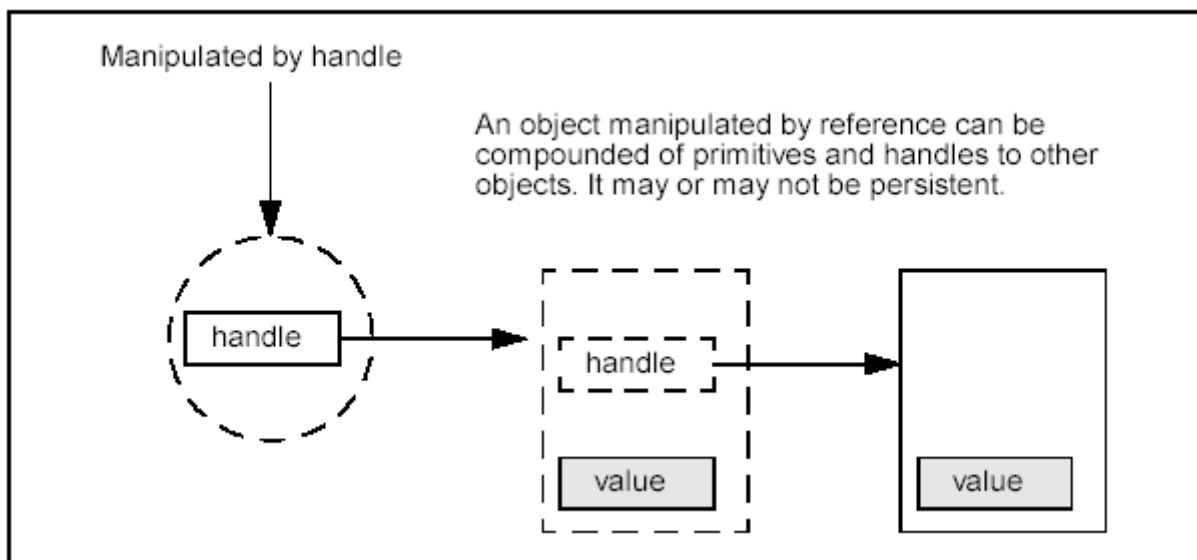 Manipulated by handle
An object manipulated by reference can be
compounded of primitives and handles to other
objects. It may or may not be persistent.
handle
handle
value
value